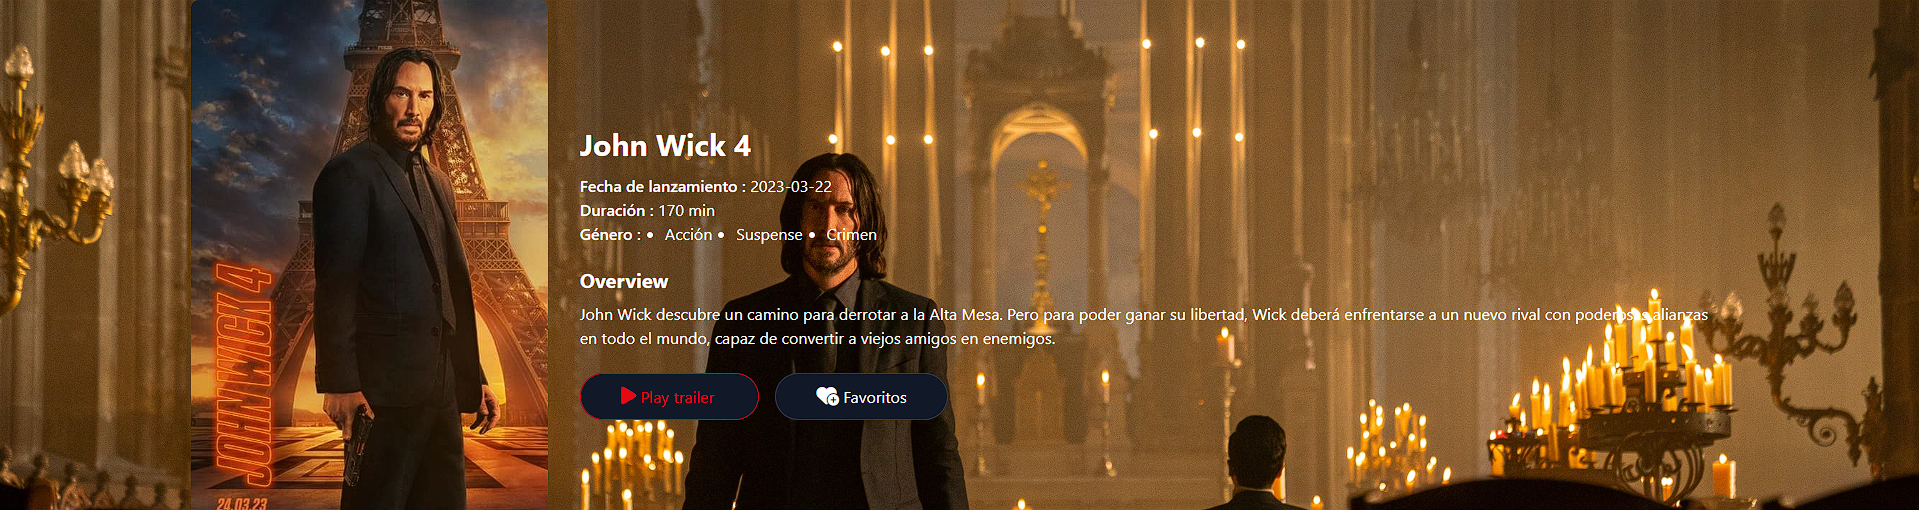 JOHN WICK 4
24.03.23
John Wick 4
Fecha de lanzamiento : 2023-03-22
Duración : 170 min
Género : • Acción • Suspense • Crimen
Overview
John Wick descubre un camino para derrotar a la Alta Mesa. Pero para poder ganar su libertad, Wick deberá enfrentarse a un nuevo rival con poderosas alianzas
en todo el mundo, capaz de convertir a viejos amigos en enemigos.
Play trailer
Favoritos